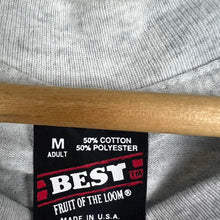 M
ADULT
50% COTTON
50% POLYESTER
BEST
FRUIT OF THE LOOM®
MADE IN U.S.A.